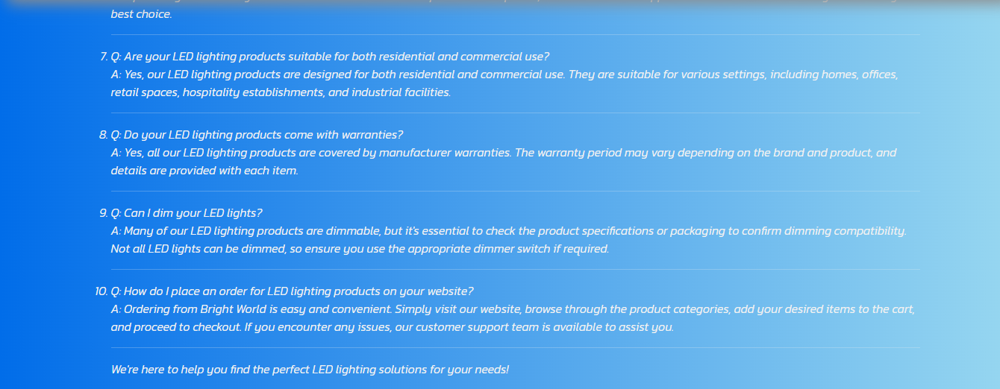 best choice.
7. Q: Are your LED lighting products suitable for both residential and commercial use?
A: Yes, our LED lighting products are designed for both residential and commercial use. They are suitable for various settings, including homes, offices,
retail spaces, hospitality establishments, and industrial facilities.
8. Q: Do your LED lighting products come with warranties?
A: Yes, all our LED lighting products are covered by manufacturer warranties. The warranty period may vary depending on the brand and product, and
details are provided with each item.
9. Q: Can I dim your LED lights?
A: Many of our LED lighting products are dimmable, but it's essential to check the product specifications or packaging to confirm dimming compatibility.
Not all LED lights can be dimmed, so ensure you use the appropriate dimmer switch if required.
10. Q: How do I place an order for LED lighting products on your website?
A: Ordering from Bright World is easy and convenient. Simply visit our website, browse through the product categories, add your desired items to the cart,
and proceed to checkout. If you encounter any issues, our customer support team is available to assist you.
We're here to help you find the perfect LED lighting solutions for your needs!